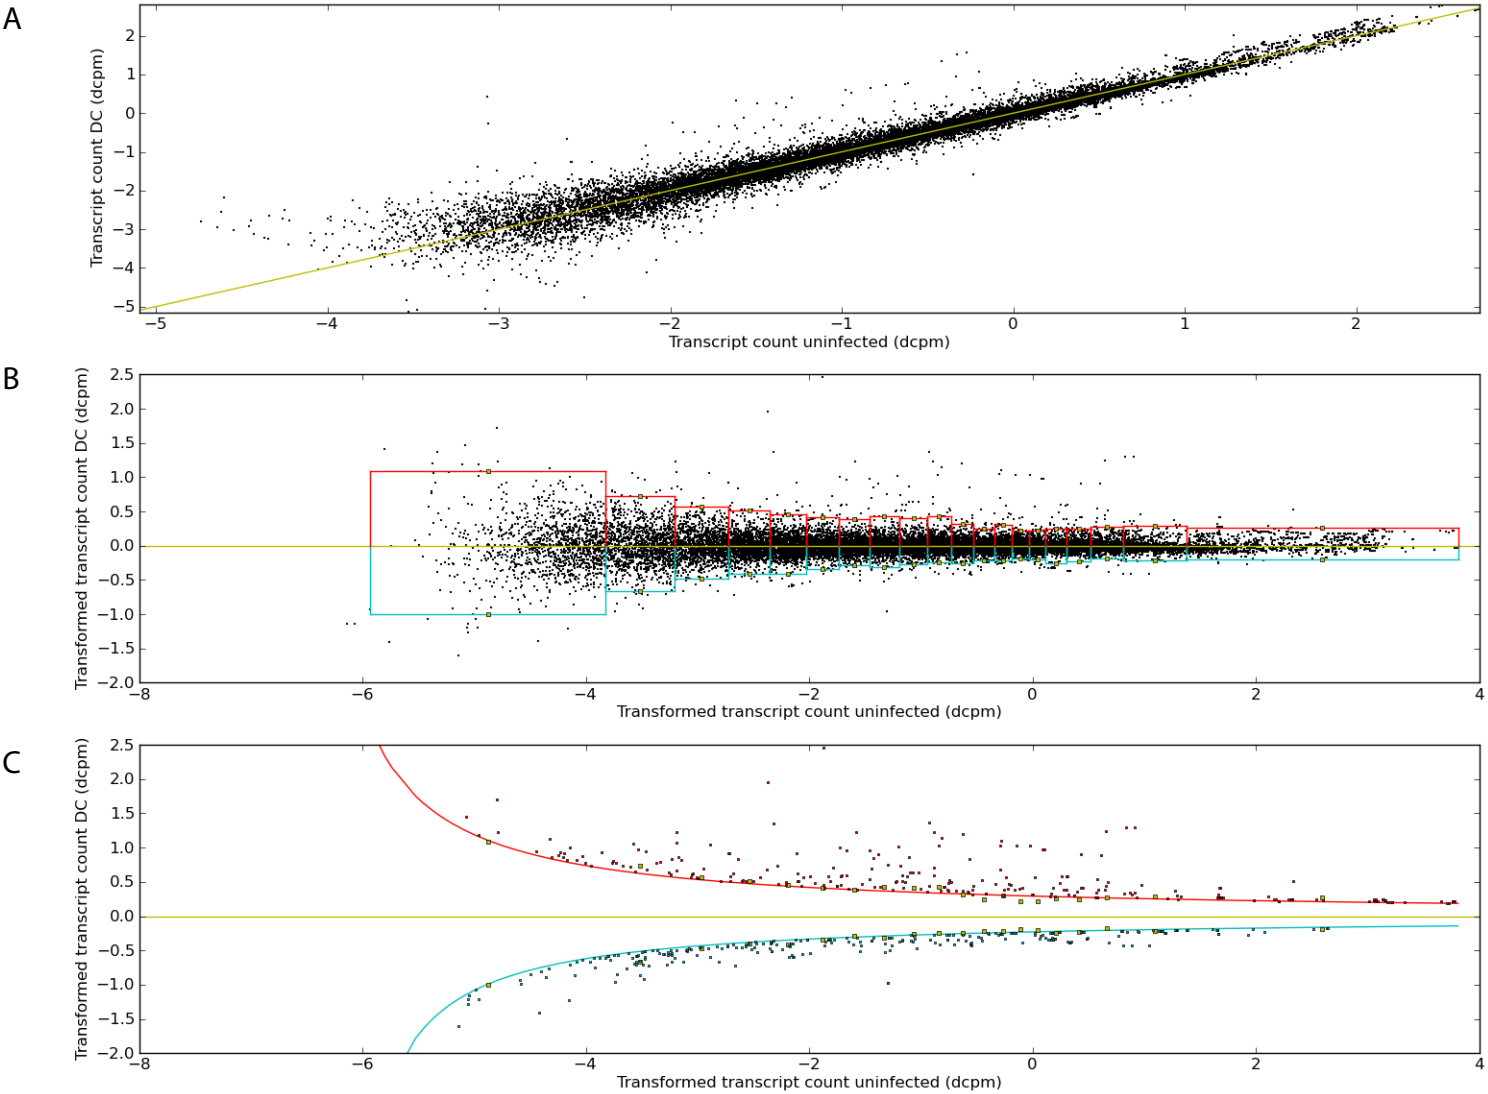 A
Transcript count DC (dcpm)
2
1
0
−1
−2
−3
−4
−5
−5 −4 −3 −2 −1 0 1 2
Transcript count uninfected (dcpm)
B
Transformed transcript count DC (dcpm)
2.5
2.0
1.5
1.0
0.5
0.0
−0.5
−1.0
−1.5
−2.0
−8 −6 −4 −2 0 2 4
Transformed transcript count uninfected (dcpm)
C
Transformed transcript count DC (dcpm)
2.5
2.0
1.5
1.0
0.5
0.0
−0.5
−1.0
−1.5
−2.0
−8 −6 −4 −2 0 2 4
Transformed transcript count uninfected (dcpm)